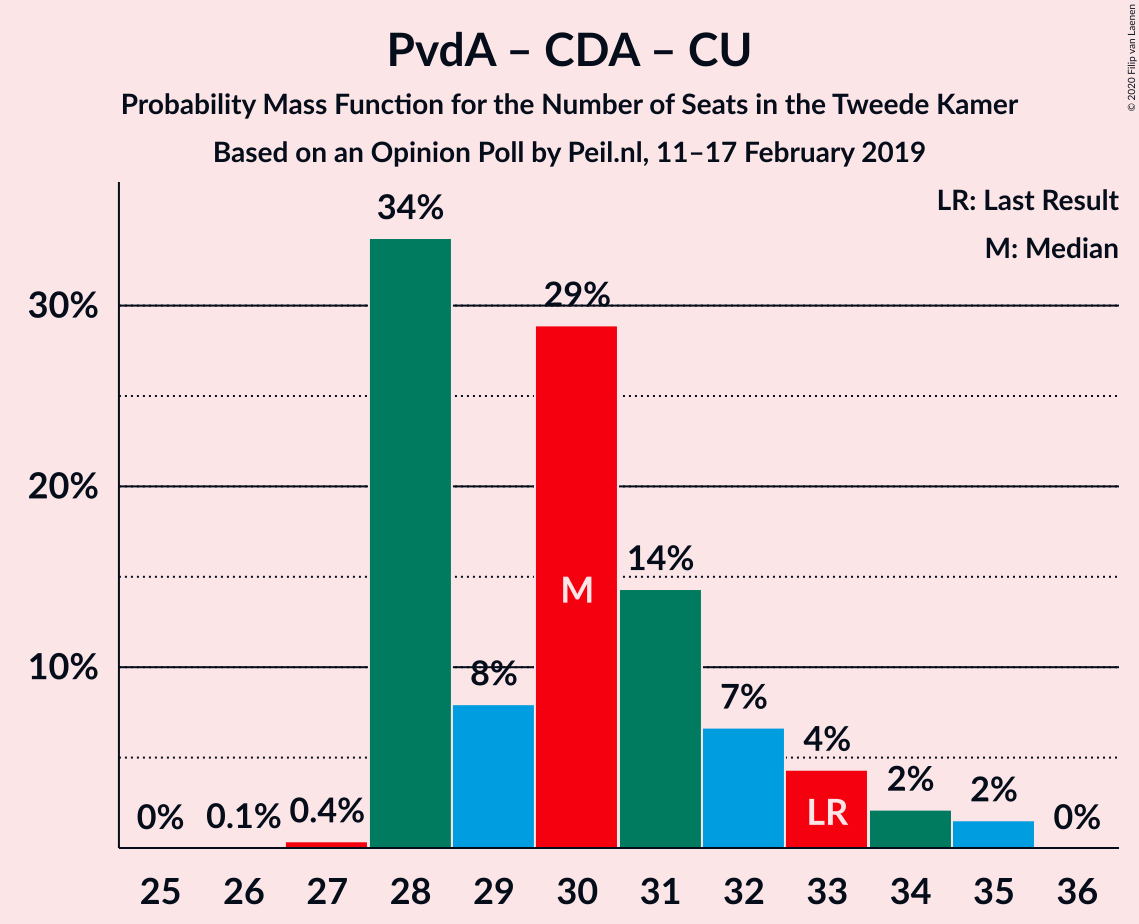 PvdA – CDA – CU
Probability Mass Function for the Number of Seats in the Tweede Kamer
Based on an Opinion Poll by Peil.nl, 11–17 February 2019
© 2020 Filip van Laenen
LR: Last Result
M: Median
34%
29%
30%
20%
14%
M
10%
8%
7%
4%
2%
2%
0%
0.1%
0.4%
LR
0%
25 26 27 28 29 30 31 32 33 34 35 36